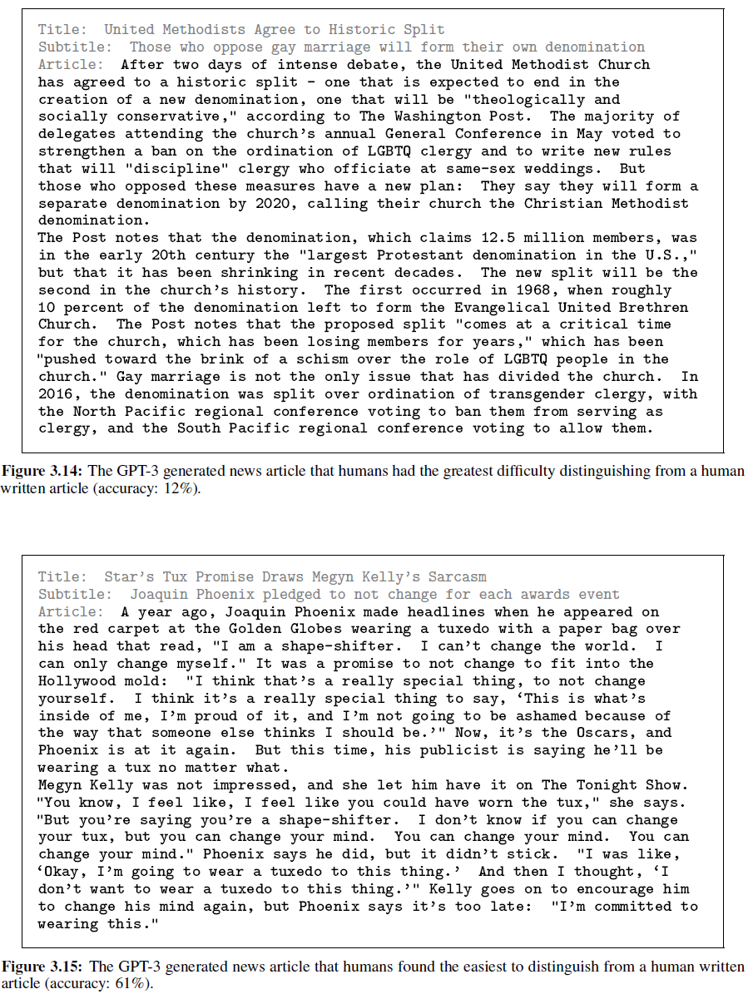 Title: United Methodists Agree to Historic Split
Subtitle: Those who oppose gay marriage will form their own denomination
Article: After two days of intense debate, the United Methodist Church
has agreed to a historic split - one that is expected to end in the
creation of a new denomination, one that will be "theologically and
socially conservative," according to The Washington Post. The majority of
delegates attending the church's annual General Conference in May voted to
strengthen a ban on the ordination of LGBTQ clergy and to write new rules
that will "discipline" clergy who officiate at same-sex weddings. But
those who opposed these measures have a new plan: They say they will form a
separate denomination by 2020, calling their church the Christian Methodist
denomination.
The Post notes that the denomination, which claims 12.5 million members, was
in the early 20th century the "largest Protestant denomination in the U.S.,"
but that it has been shrinking in recent decades. The new split will be the
second in the church's history. The first occurred in 1968, when roughly
10 percent of the denomination left to form the Evangelical United Brethren
Church. The Post notes that the proposed split "comes at a critical time
for the church, which has been losing members for years," which has been
"pushed toward the brink of a schism over the role of LGBTQ people in the
church." Gay marriage is not the only issue that has divided the church. In
2016, the denomination was split over ordination of transgender clergy, with
the North Pacific regional conference voting to ban them from serving as
clergy, and the South Pacific regional conference voting to allow them.
Figure 3.14: The GPT-3 generated news article that humans had the greatest difficulty distinguishing from a human
written article (accuracy: 12%).
Title: Star's Tux Promise Draws Megyn Kelly's Sarcasm
Subtitle: Joaquin Phoenix pledged to not change for each awards event
Article: A year ago, Joaquin Phoenix made headlines when he appeared on
the red carpet at the Golden Globes wearing a tuxedo with a paper bag over
his head that read, "I am a shape-shifter. I can't change the world. I
can only change myself." It was a promise to not change to fit into the
Hollywood mold: "I think that's a really special thing, to not change
yourself. I think it's a really special thing to say, 'This is what's
inside of me, I'm proud of it, and I'm not going to be ashamed because of
the way that someone else thinks I should be.'" Now, it's the Oscars, and
Phoenix is at it again. But this time, his publicist is saying he'll be
wearing a tux no matter what.
Megyn Kelly was not impressed, and she let him have it on The Tonight Show.
"You know, I feel like, I feel like you could have worn the tux," she says.
"But you're saying you're a shape-shifter. I don't know if you can change
your tux, but you can change your mind. You can change your mind. You can
change your mind." Phoenix says he did, but it didn't stick. "I was like,
'Okay, I'm going to wear a tuxedo to this thing.' And then I thought, 'I
don't want to wear a tuxedo to this thing.'" Kelly goes on to encourage him
to change his mind again, but Phoenix says it's too late: "I'm committed to
wearing this."
Figure 3.15: The GPT-3 generated news article that humans found the easiest to distinguish from a human written
article (accuracy: 61%).